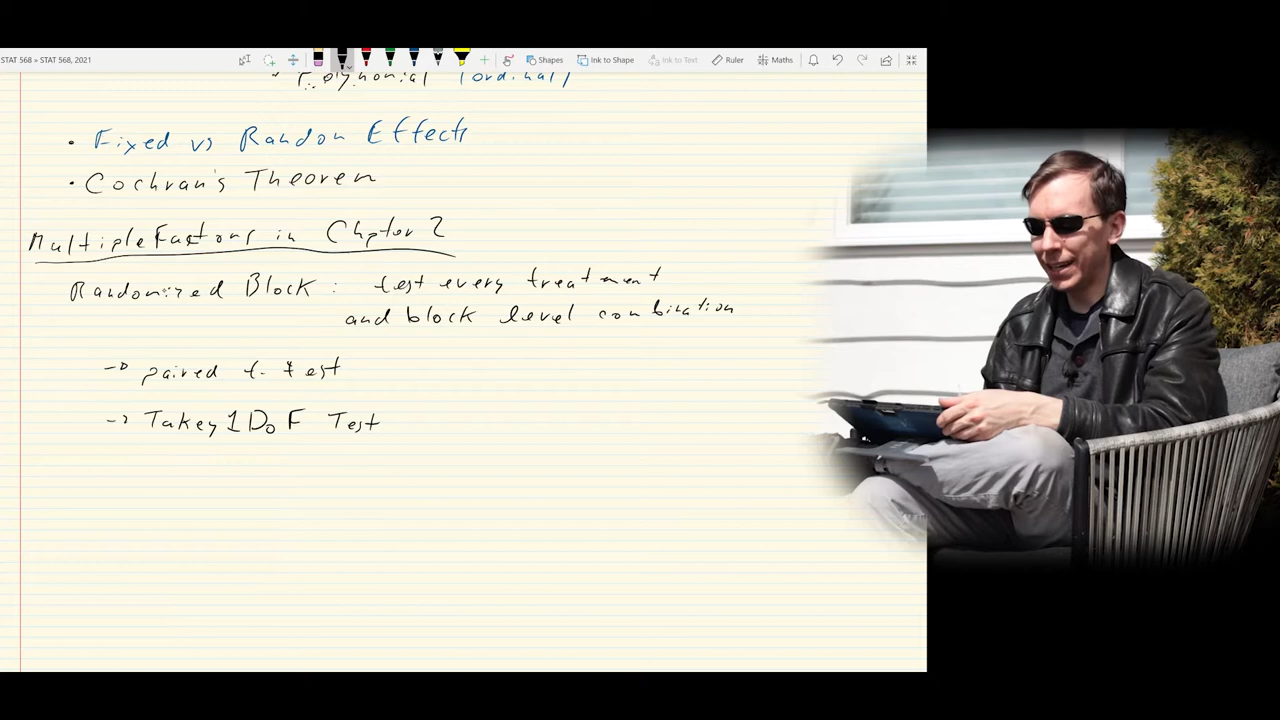 STAT 568 » STAT 568, 2021
Shapes
Ink to Shape
Ink to Text
Ruler
Maths
Polynomial (ordinal)
• Fixed vs Random Effects
• Cochran's Theorem
Multiple Factors in Chpter 2
Randomized Block : test every treatment
and block level combination
→ paired t-test
→ Tukey 1 DoF Test